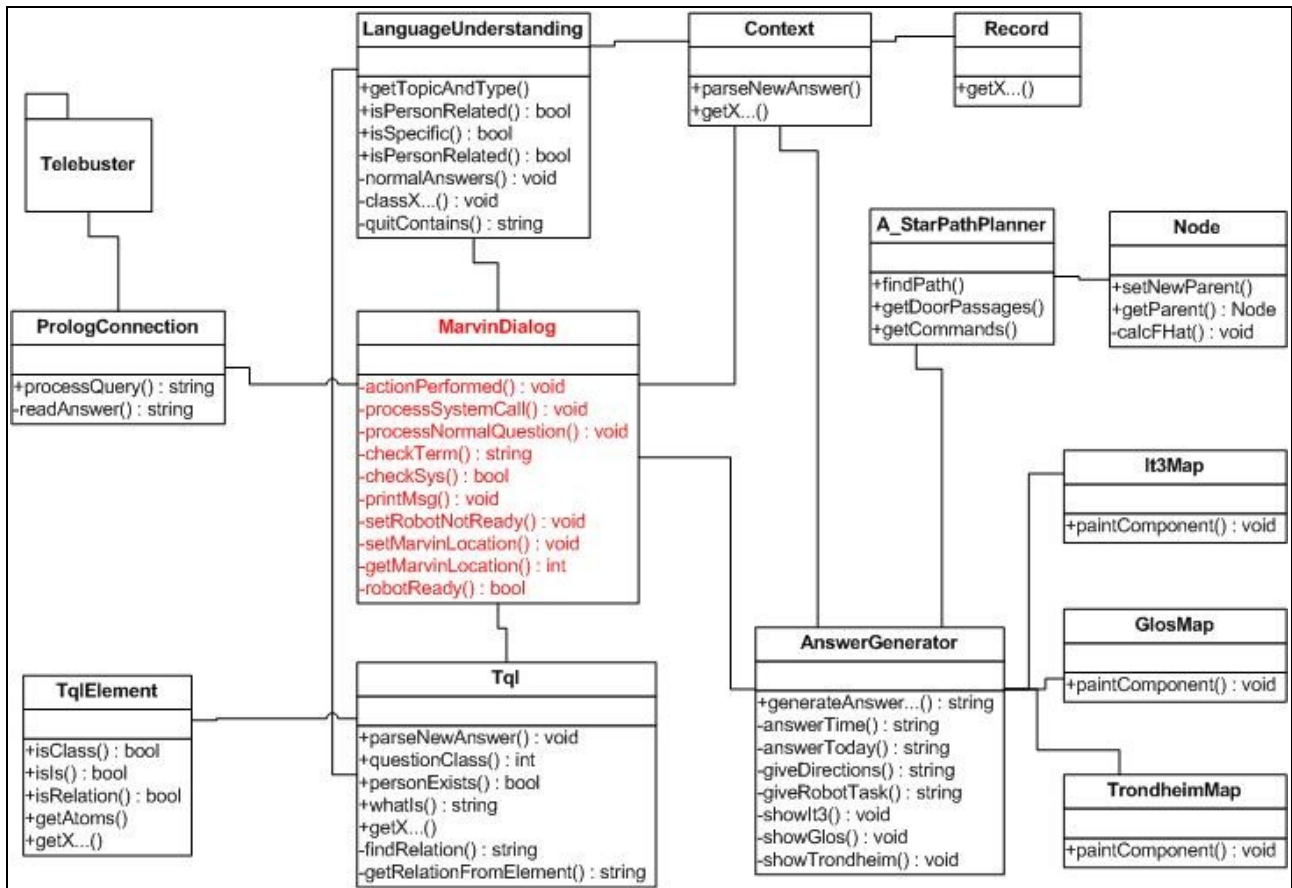 LanguageUnderstanding
+getTopicAndType()
+isPersonRelated() : bool
+isSpecific() : bool
+isPersonRelated() : bool
-normalAnswers() : void
-classX...() : void
-quitContains() : string
Context
+parseNewAnswer()
+getX...()
Record
+getX...()
Telebuster
A_StarPathPlanner
+findPath()
+getDoorPassages()
+getCommands()
Node
+setNewParent()
+getParent() : Node
-calcFHat() : void
PrologConnection
+processQuery() : string
-readAnswer() : string
MarvinDialog
-actionPerformed() : void
-processSystemCall() : void
-processNormalQuestion() : void
-checkTerm() : string
-checkSys() : bool
-printMsg() : void
-setRobotNotReady() : void
-setMarvinLocation() : void
-getMarvinLocation() : int
-robotReady() : bool
It3Map
+paintComponent() : void
GlosMap
+paintComponent() : void
TqlElement
+isClass() : bool
+isIs() : bool
+isRelation() : bool
+getAtoms()
+getX...()
Tql
+parseNewAnswer() : void
+questionClass() : int
+personExists() : bool
+whatIs() : string
+getX...()
-findRelation() : string
-getRelationFromElement() : string
AnswerGenerator
+generateAnswer...() : string
-answerTime() : string
-answerToday() : string
-giveDirections() : string
-giveRobotTask() : string
-showIt3() : void
-showGlos() : void
-showTrondheim() : void
TrondheimMap
+paintComponent() : void